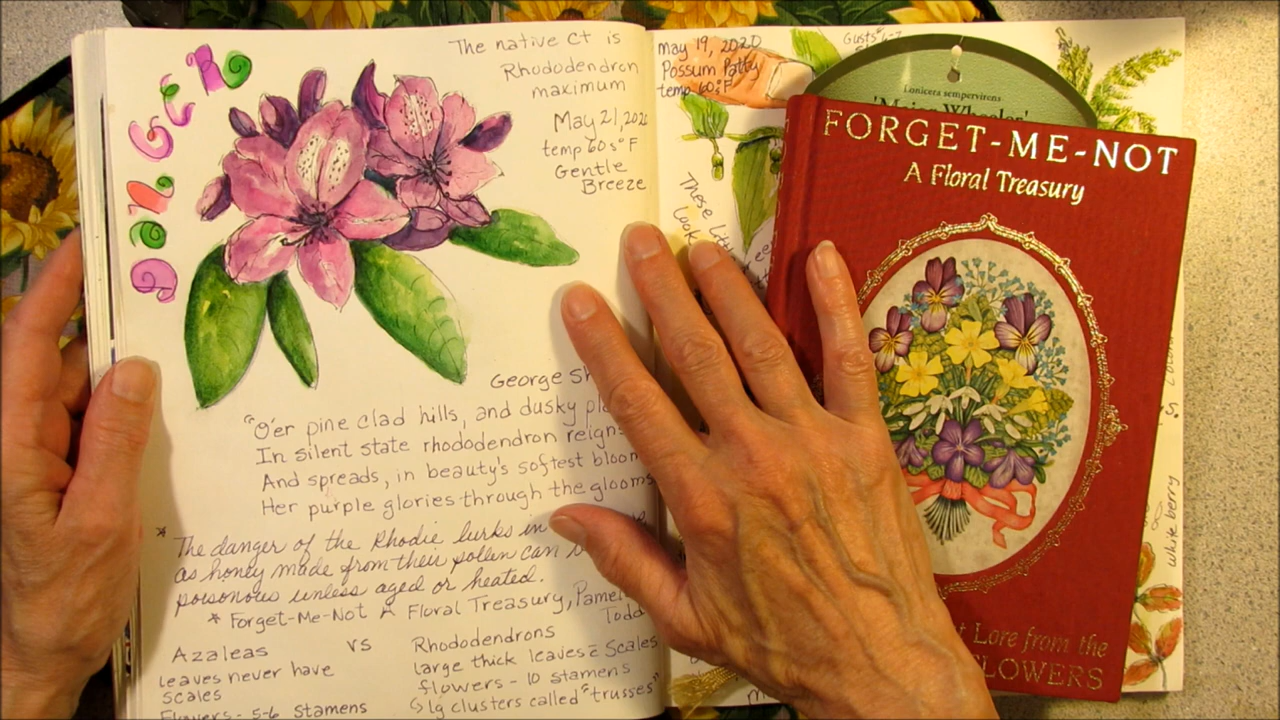 DANGER
The native Ct is
Rhododendron
maximum
May 21, 2020
temp 60s°F
Gentle
Breeze
George
"O'er pine clad hills, and dusky
In silent state rhododendron reigns
And spreads, in beauty's softest bloom
Her purple glories through the glooms
* The danger of the Rhodie lurks in
as honey made from their pollen can
poisonous unless aged or heated.
* Forget-Me-Not A Floral Treasury,
Todd
Azaleas vs Rhododendrons
leaves never have
scales
Flowers - 5-6 stamens
large thick leaves c̄ scales
flowers - 10 stamens
lg clusters called "trusses"
May 19, 2020
Possum Patty
temp 60°F
Gusts
These
Look
Lonicera sempervirens
FORGET-ME-NOT
A Floral Treasury
Lore from the
FLOWERS
white berry